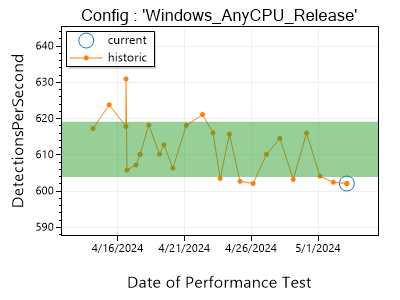 Config : 'Windows_AnyCPU_Release'
current
historic
DetectionsPerSecond
640
630
620
610
600
590
4/16/2024 4/21/2024 4/26/2024 5/1/2024
Date of Performance Test